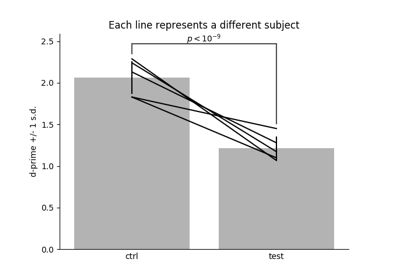 Each line represents a different subject
p < 10⁻⁹
2.5
2.0
1.5
1.0
0.5
0.0
d-prime +/- 1 s.d.
ctrl
test